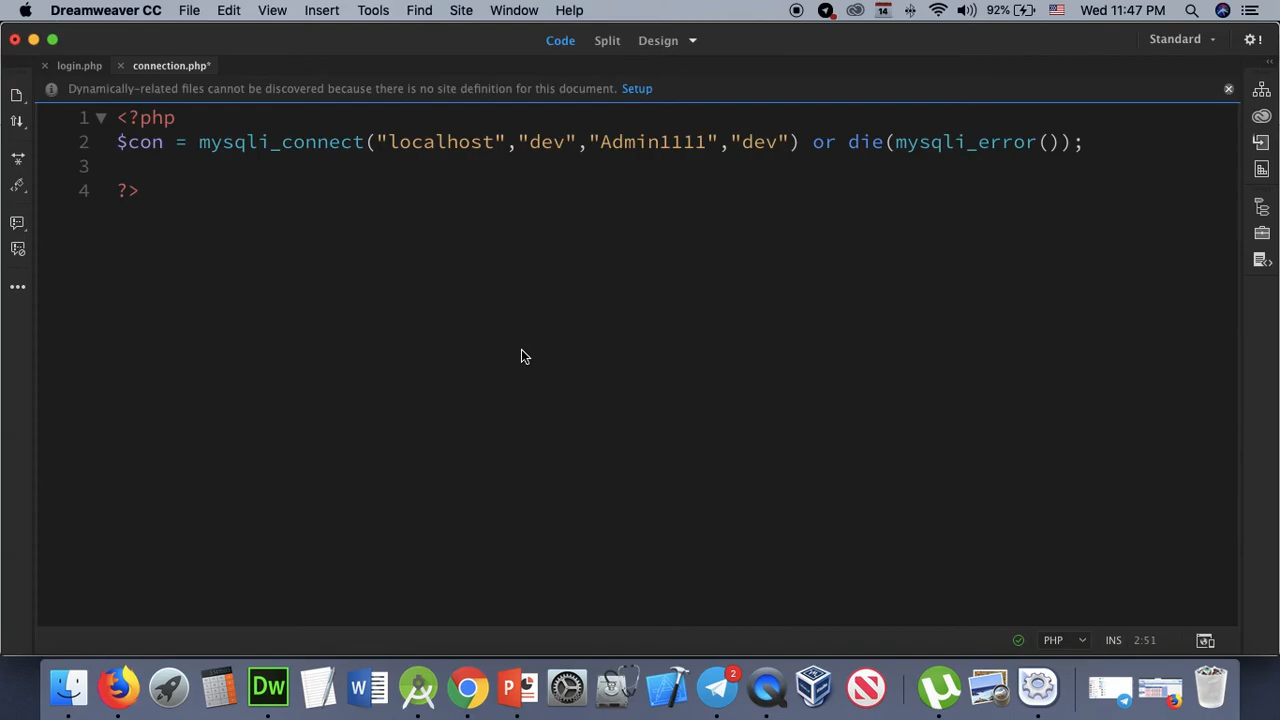 Dreamweaver CC File Edit View Insert Tools Find Site Window Help 14 92% Wed 11:47 PM
Code Split Design Standard
login.php connection.php*
Dynamically-related files cannot be discovered because there is no site definition for this document. Setup
1 <?php
2 $con = mysqli_connect("localhost","dev","Admin1111","dev") or die(mysqli_error());
3
4 ?>
PHP INS 2:51
Dw W P 2 N µ